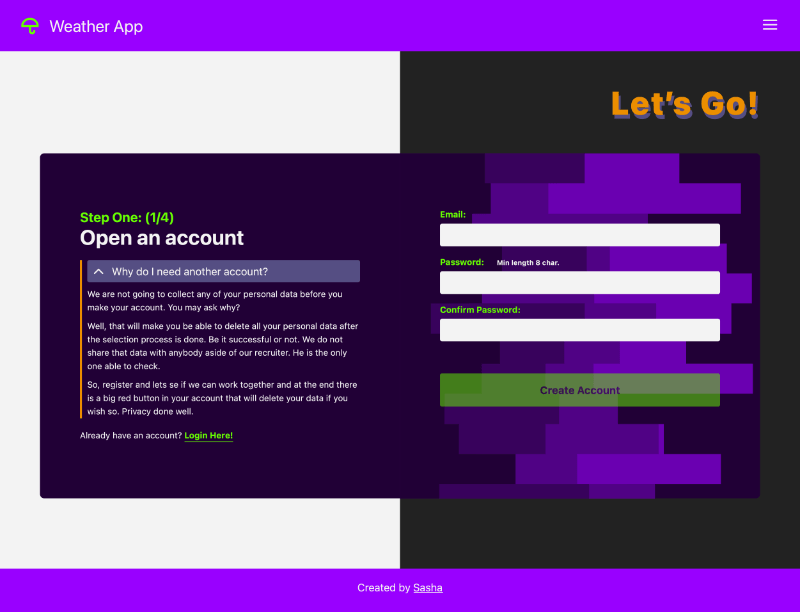 Weather App
Let's Go!
Step One: (1/4)
Open an account
Why do I need another account?
We are not going to collect any of your personal data before you
make your account. You may ask why?
Well, that will make you be able to delete all your personal data after
the selection process is done. Be it successful or not. We do not
share that data with anybody aside of our recruiter. He is the only
one able to check.
So, register and lets se if we can work together and at the end there
is a big red button in your account that will delete your data if you
wish so. Privacy done well.
Already have an account? Login Here!
Email:
Password: Min length 8 char.
Confirm Password:
Create Account
Created by Sasha